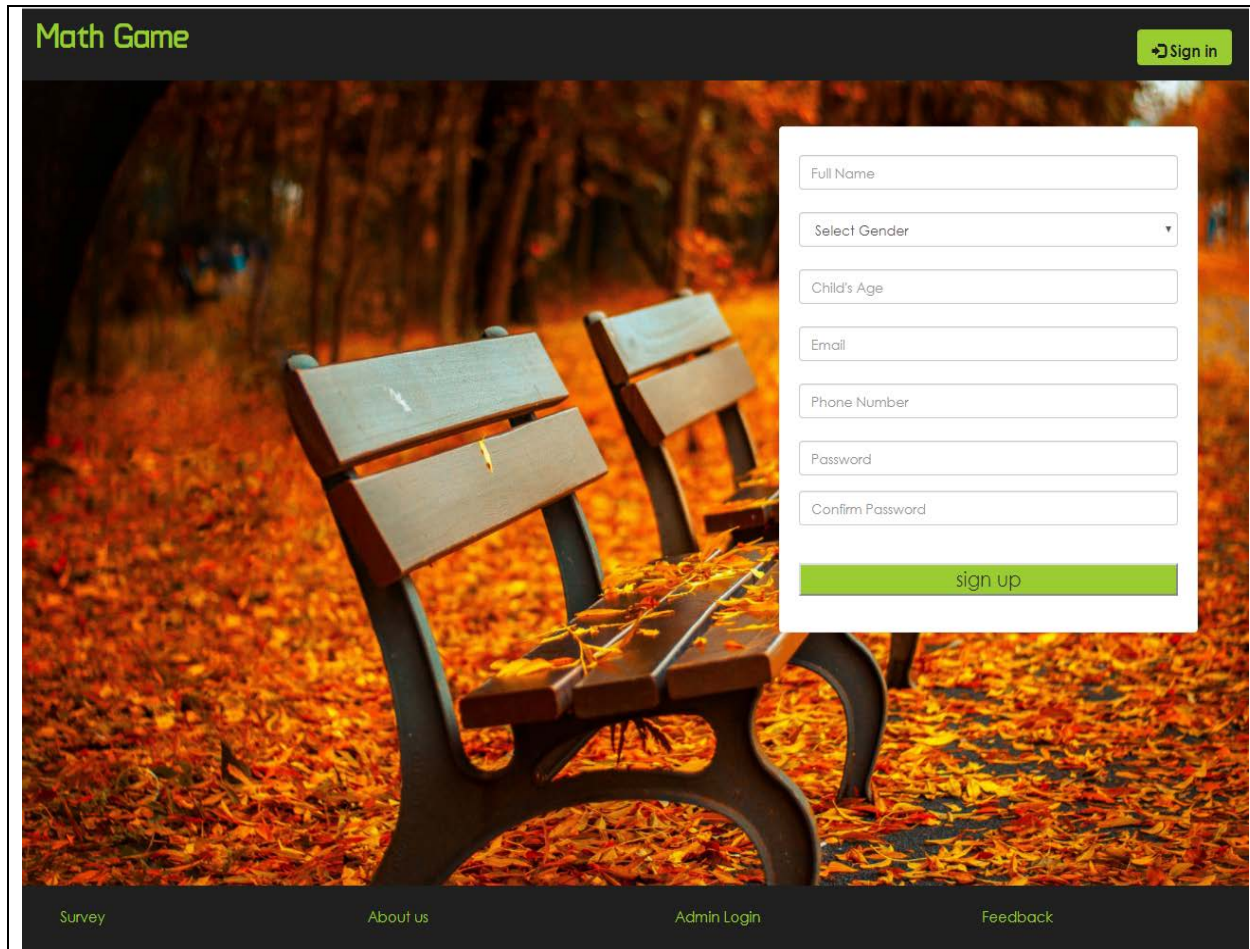 Math Game
Sign in
Full Name
Select Gender
Child's Age
Email
Phone Number
Password
Confirm Password
sign up
Survey About us Admin Login Feedback